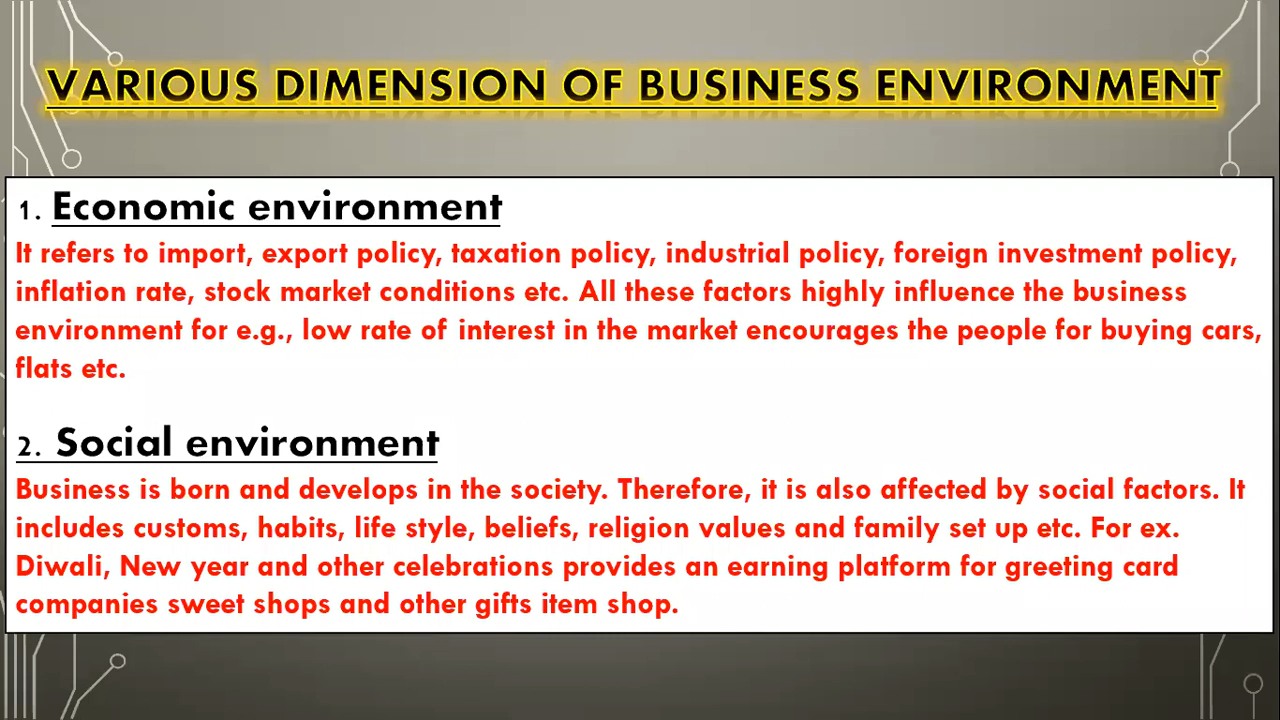 VARIOUS DIMENSION OF BUSINESS ENVIRONMENT
1. Economic environment
It refers to import, export policy, taxation policy, industrial policy, foreign investment policy,
inflation rate, stock market conditions etc. All these factors highly influence the business
environment for e.g., low rate of interest in the market encourages the people for buying cars,
flats etc.
2. Social environment
Business is born and develops in the society. Therefore, it is also affected by social factors. It
includes customs, habits, life style, beliefs, religion values and family set up etc. For ex.
Diwali, New year and other celebrations provides an earning platform for greeting card
companies sweet shops and other gifts item shop.